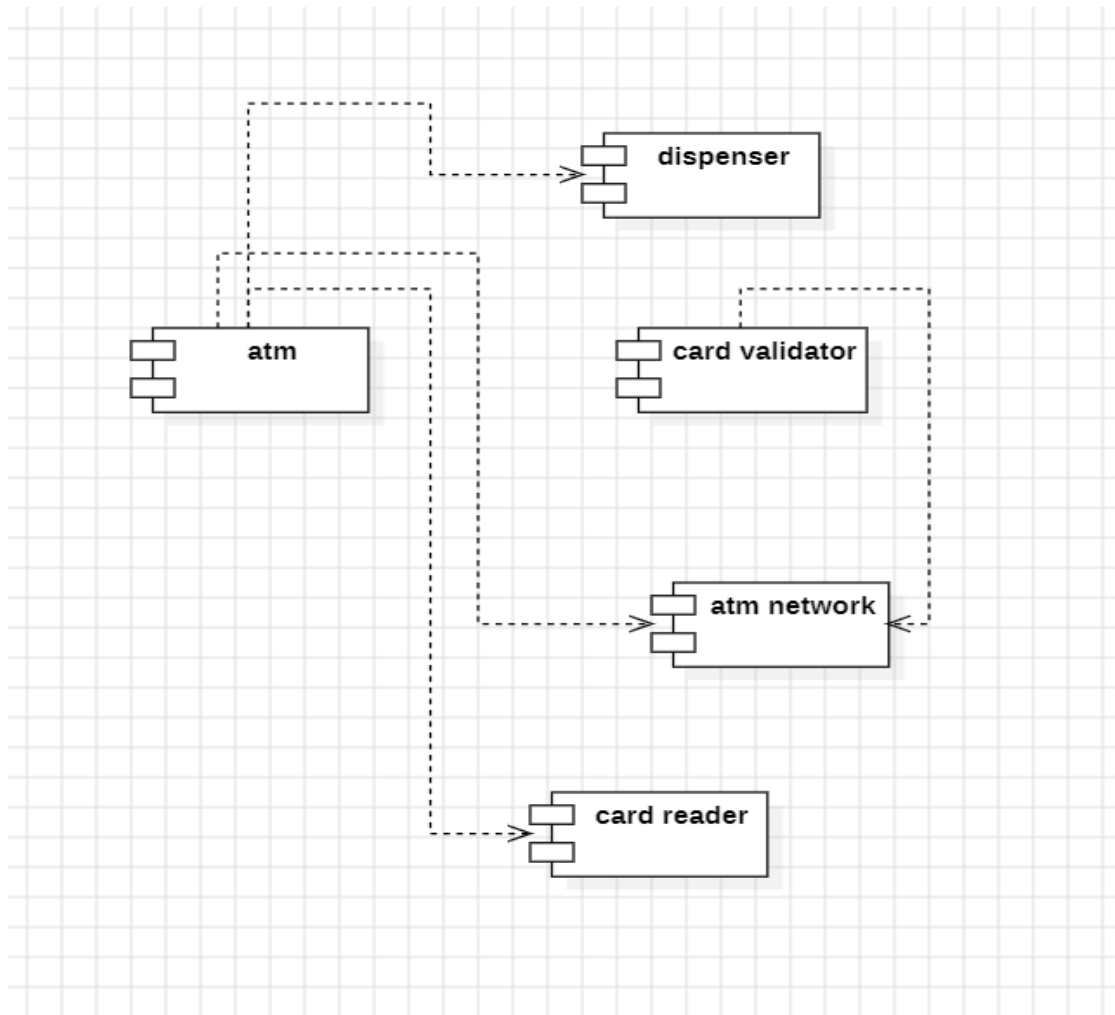 dispenser
atm
card validator
atm network
card reader